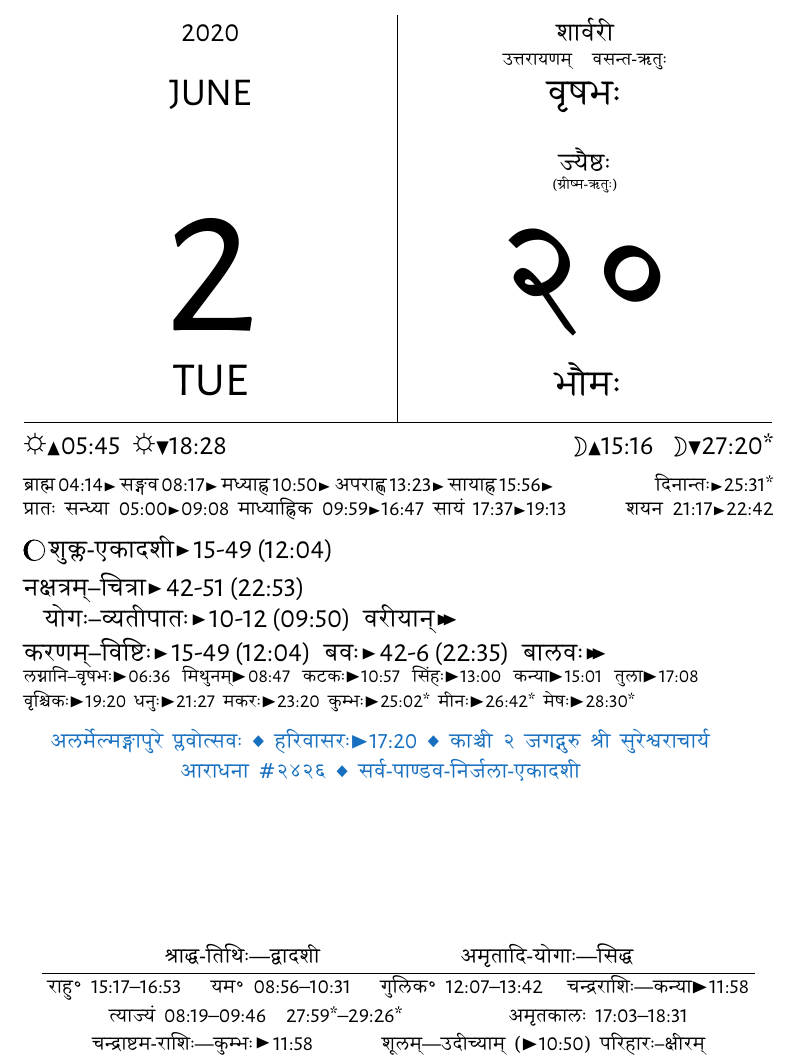 2020
JUNE
2
TUE
शार्वरी
उत्तरायणम् वसन्त-ऋतुः
वृषभः
ज्यैष्ठः
(ग्रीष्म-ऋतुः)
२०
भौमः
☼▲05:45 ☼▼18:28 ☽▲15:16 ☽▼27:20*
ब्राह्म 04:14► सङ्गव 08:17► मध्याह्न 10:50► अपराह्ण 13:23► सायाह्न 15:56► दिनान्तः►25:31*
प्रातः सन्ध्या 05:00►09:08 माध्याह्निक 09:59►16:47 सायं 17:37►19:13 शयन 21:17►22:42
शुक्ल-एकादशी►15-49 (12:04)
नक्षत्रम्–चित्रा►42-51 (22:53)
योगः–व्यतीपातः►10-12 (09:50) वरीयान्►►
करणम्–विष्टिः►15-49 (12:04) बवः►42-6 (22:35) बालवः►►
लग्नानि–वृषभः►06:36 मिथुनम्►08:47 कटकः►10:57 सिंहः►13:00 कन्या►15:01 तुला►17:08
वृश्चिकः►19:20 धनुः►21:27 मकरः►23:20 कुम्भः►25:02* मीनः►26:42* मेषः►28:30*
अलर्मेल्मङ्गापुरे प्लवोत्सवः ◆ हरिवासरः►17:20 ◆ काञ्ची २ जगद्गुरु श्री सुरेश्वराचार्य
आराधना #२४२६ ◆ सर्व-पाण्डव-निर्जला-एकादशी
श्राद्ध-तिथिः—द्वादशी अमृतादि-योगाः—सिद्ध
राहु° 15:17–16:53 यम° 08:56–10:31 गुलिक° 12:07–13:42 चन्द्रराशिः—कन्या►11:58
त्याज्यं 08:19–09:46 27:59*–29:26* अमृतकालः 17:03–18:31
चन्द्राष्टम-राशिः—कुम्भः►11:58 शूलम्—उदीच्याम् (►10:50) परिहारः–क्षीरम्